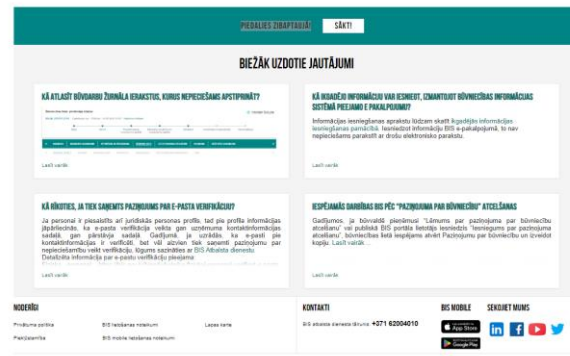 PIEDALIES ZIBAPTAUJĀ!
SĀKT!
BIEŽĀK UZDOTIE JAUTĀJUMI
KĀ ATLASĪT BŪVDARBU ŽURNĀLA IERAKSTUS, KURUS NEPIECIEŠAMS APSTIPRINĀT?
Lasīt vairāk
KĀ IKGADĒJO INFORMĀCIJU VAR IESNIEGT, IZMANTOJOT BŪVNIECĪBAS INFORMĀCIJAS
SISTĒMĀ PIEEJAMO E PAKALPOJUMU?
Informācijas iesniegšanas aprakstu lūdzam skatīt ikgadējās informācijas
iesniegšanas pamācībā. Iesniedzot informāciju BIS e-pakalpojumā, to nav
nepieciešams parakstīt ar drošu elektronisko parakstu.
Lasīt vairāk
KĀ RĪKOTIES, JA TIEK SAŅEMTS PAZIŅOJUMS PAR E-PASTA VERIFIKĀCIJU?
Ja personai ir piesaistīts arī juridiskās personas profils, tad pie profila informācijas
jāpārliecinās, ka e-pasta verifikācija veikta gan uzņēmuma kontaktinformācijas
sadaļā, gan pārstāvja sadaļā. Gadījumā, ja uzrādās, ka e-pasti pie
kontaktinformācijas ir verificēti, bet vēl aizvien tiek saņemti paziņojumi par
nepieciešamību veikt verifikāciju, lūgums sazināties ar BIS Atbalsta dienestu.
Detalizēta informācija par e-pastu verifikāciju pieejama:
Lasīt vairāk
IESPĒJAMĀS DARBĪBAS BIS PĒC "PAZIŅOJUMA PAR BŪVNIECĪBU" ATCELŠANAS
Gadījumos, ja būvvaldē pieņēmusi "Lēmums par paziņojuma par būvniecību
atcelšanu" vai publiskā BIS portāla lietotājs iesniedzis "Iesniegums par paziņojuma
atcelšanu", būvniecības lietā iespējams atvērt Paziņojumu par būvniecību un izveidot
kopiju. Lasīt vairāk ...
Lasīt vairāk
NODERĪGI
Privātuma politika
BIS lietošanas noteikumi
Lapas karte
Piekļūstamība
BIS mobile lietošanas noteikumi
KONTAKTI
BIS atbalsta dienesta tālrunis: +371 62004010
BIS MOBILE
App Store
Google Play
SEKOJIET MUMS